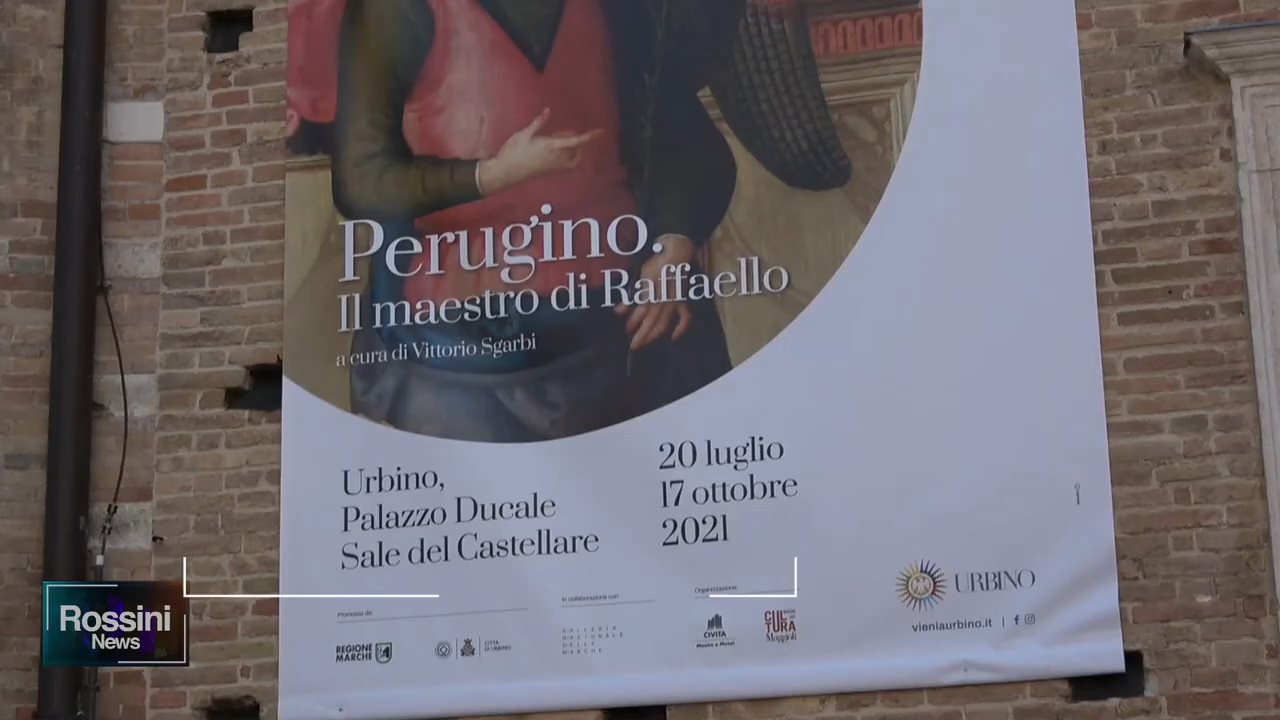 Perugino.
Il maestro di Raffaello
a cura di Vittorio Sgarbi
Urbino,
Palazzo Ducale
Sale del Castellare
20 luglio
17 ottobre
2021
Promossa da
In collaborazione con
Organizzazione
REGIONE
MARCHE
CITTÀ
DI URBINO
GALLERIA
NAZIONALE
DELLE
MARCHE
CIVITA
Mostre e Musei
CUL
TURA
Maggioli
URBINO
vieniaurbino.it |
Rossini
News